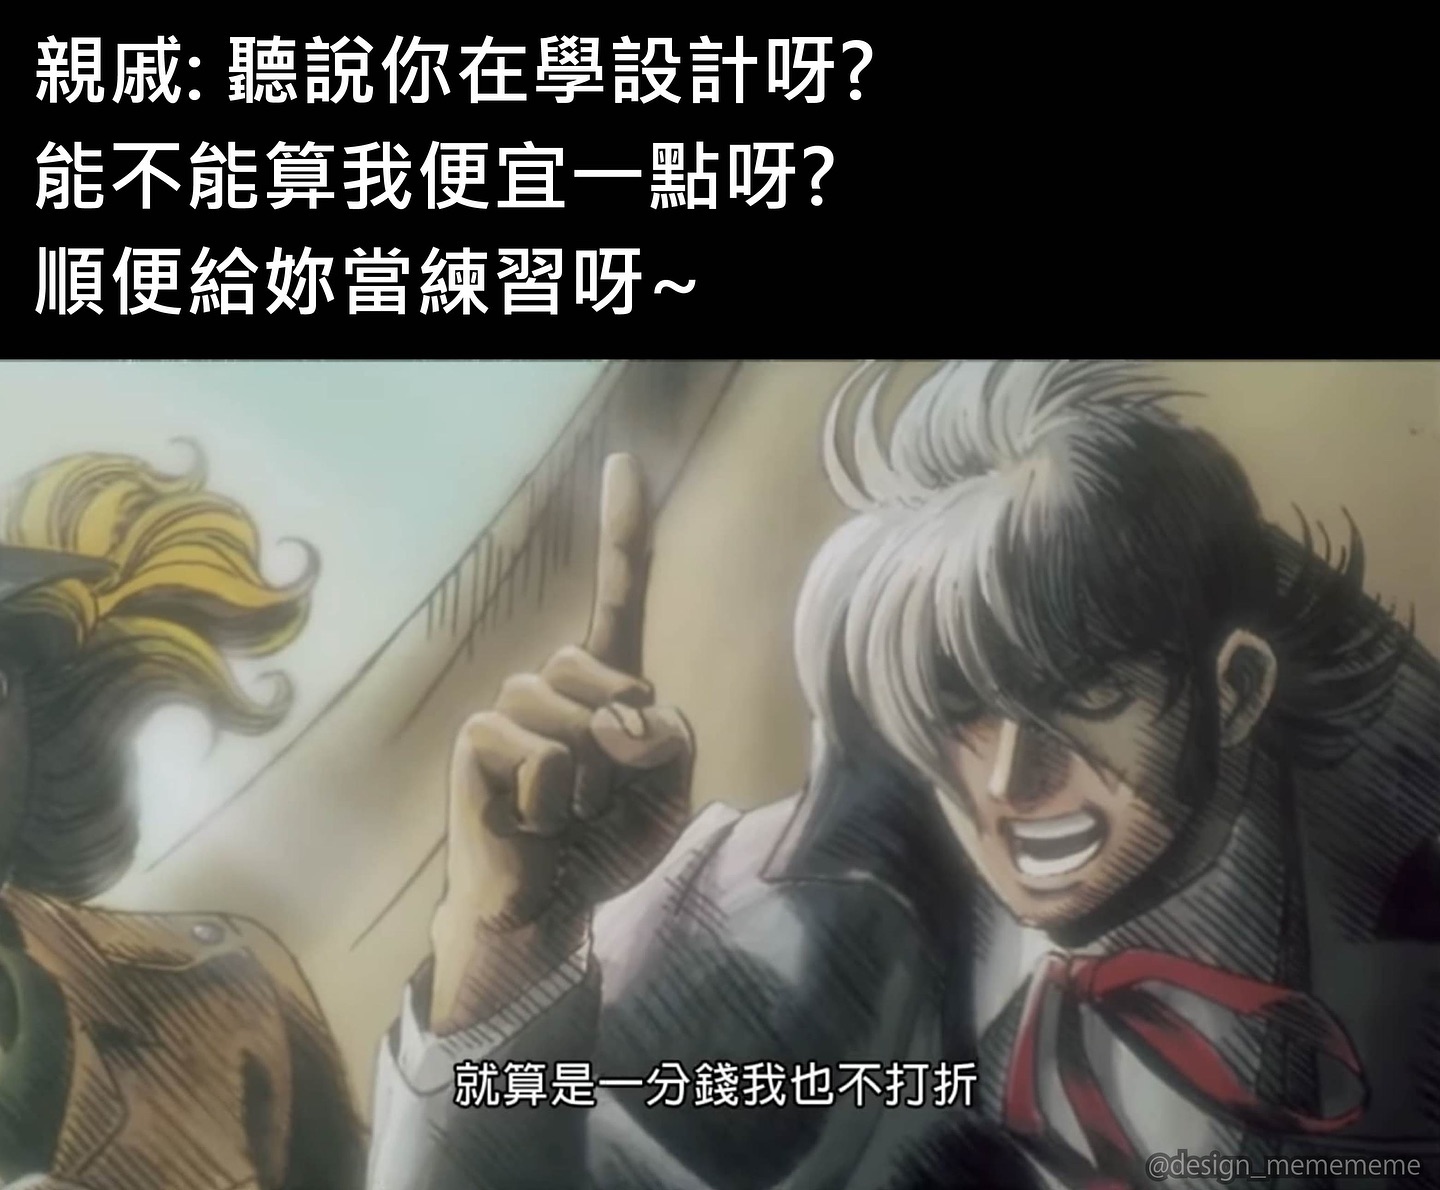 親戚: 聽說你在學設計呀?
能不能算我便宜一點呀?
順便給妳當練習呀~
就算是一分錢我也不打折
@design_memememe